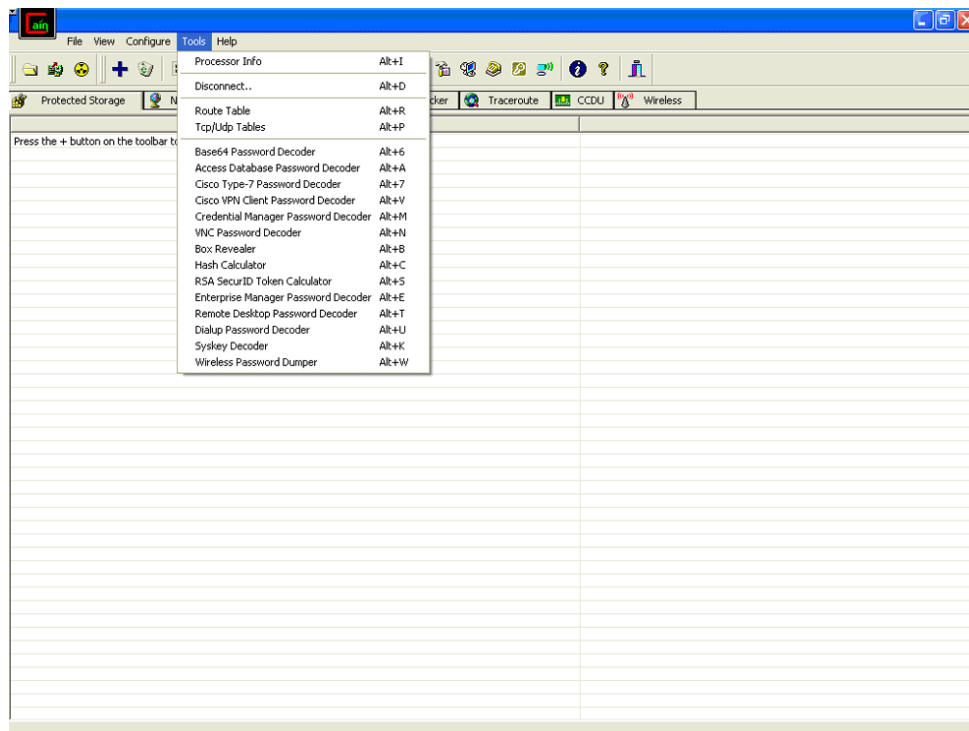 Cain
File View Configure Tools Help
Processor Info Alt+I
Disconnect.. Alt+D
Route Table Alt+R
Tcp/Udp Tables Alt+P
Base64 Password Decoder Alt+6
Access Database Password Decoder Alt+A
Cisco Type-7 Password Decoder Alt+7
Cisco VPN Client Password Decoder Alt+V
Credential Manager Password Decoder Alt+M
VNC Password Decoder Alt+N
Box Revealer Alt+B
Hash Calculator Alt+C
RSA SecurID Token Calculator Alt+S
Enterprise Manager Password Decoder Alt+E
Remote Desktop Password Decoder Alt+T
Dialup Password Decoder Alt+U
Syskey Decoder Alt+K
Wireless Password Dumper Alt+W
Protected Storage N cker Traceroute CCDU Wireless
Press the + button on the toolbar to